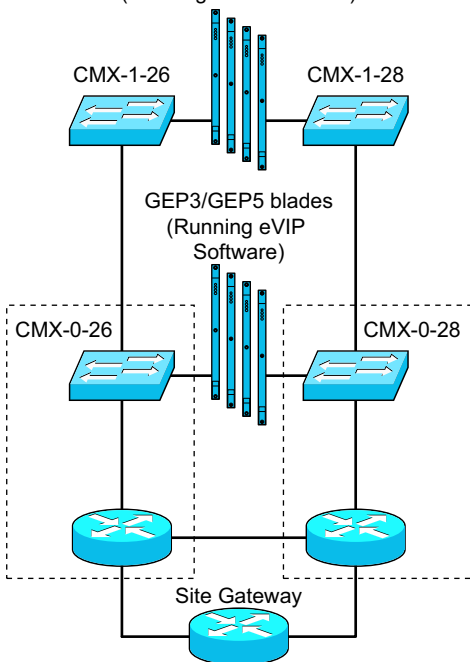 CMX-1-26
CMX-1-28
GEP3/GEP5 blades
(Running eVIP
Software)
CMX-0-26
CMX-0-28
Site Gateway